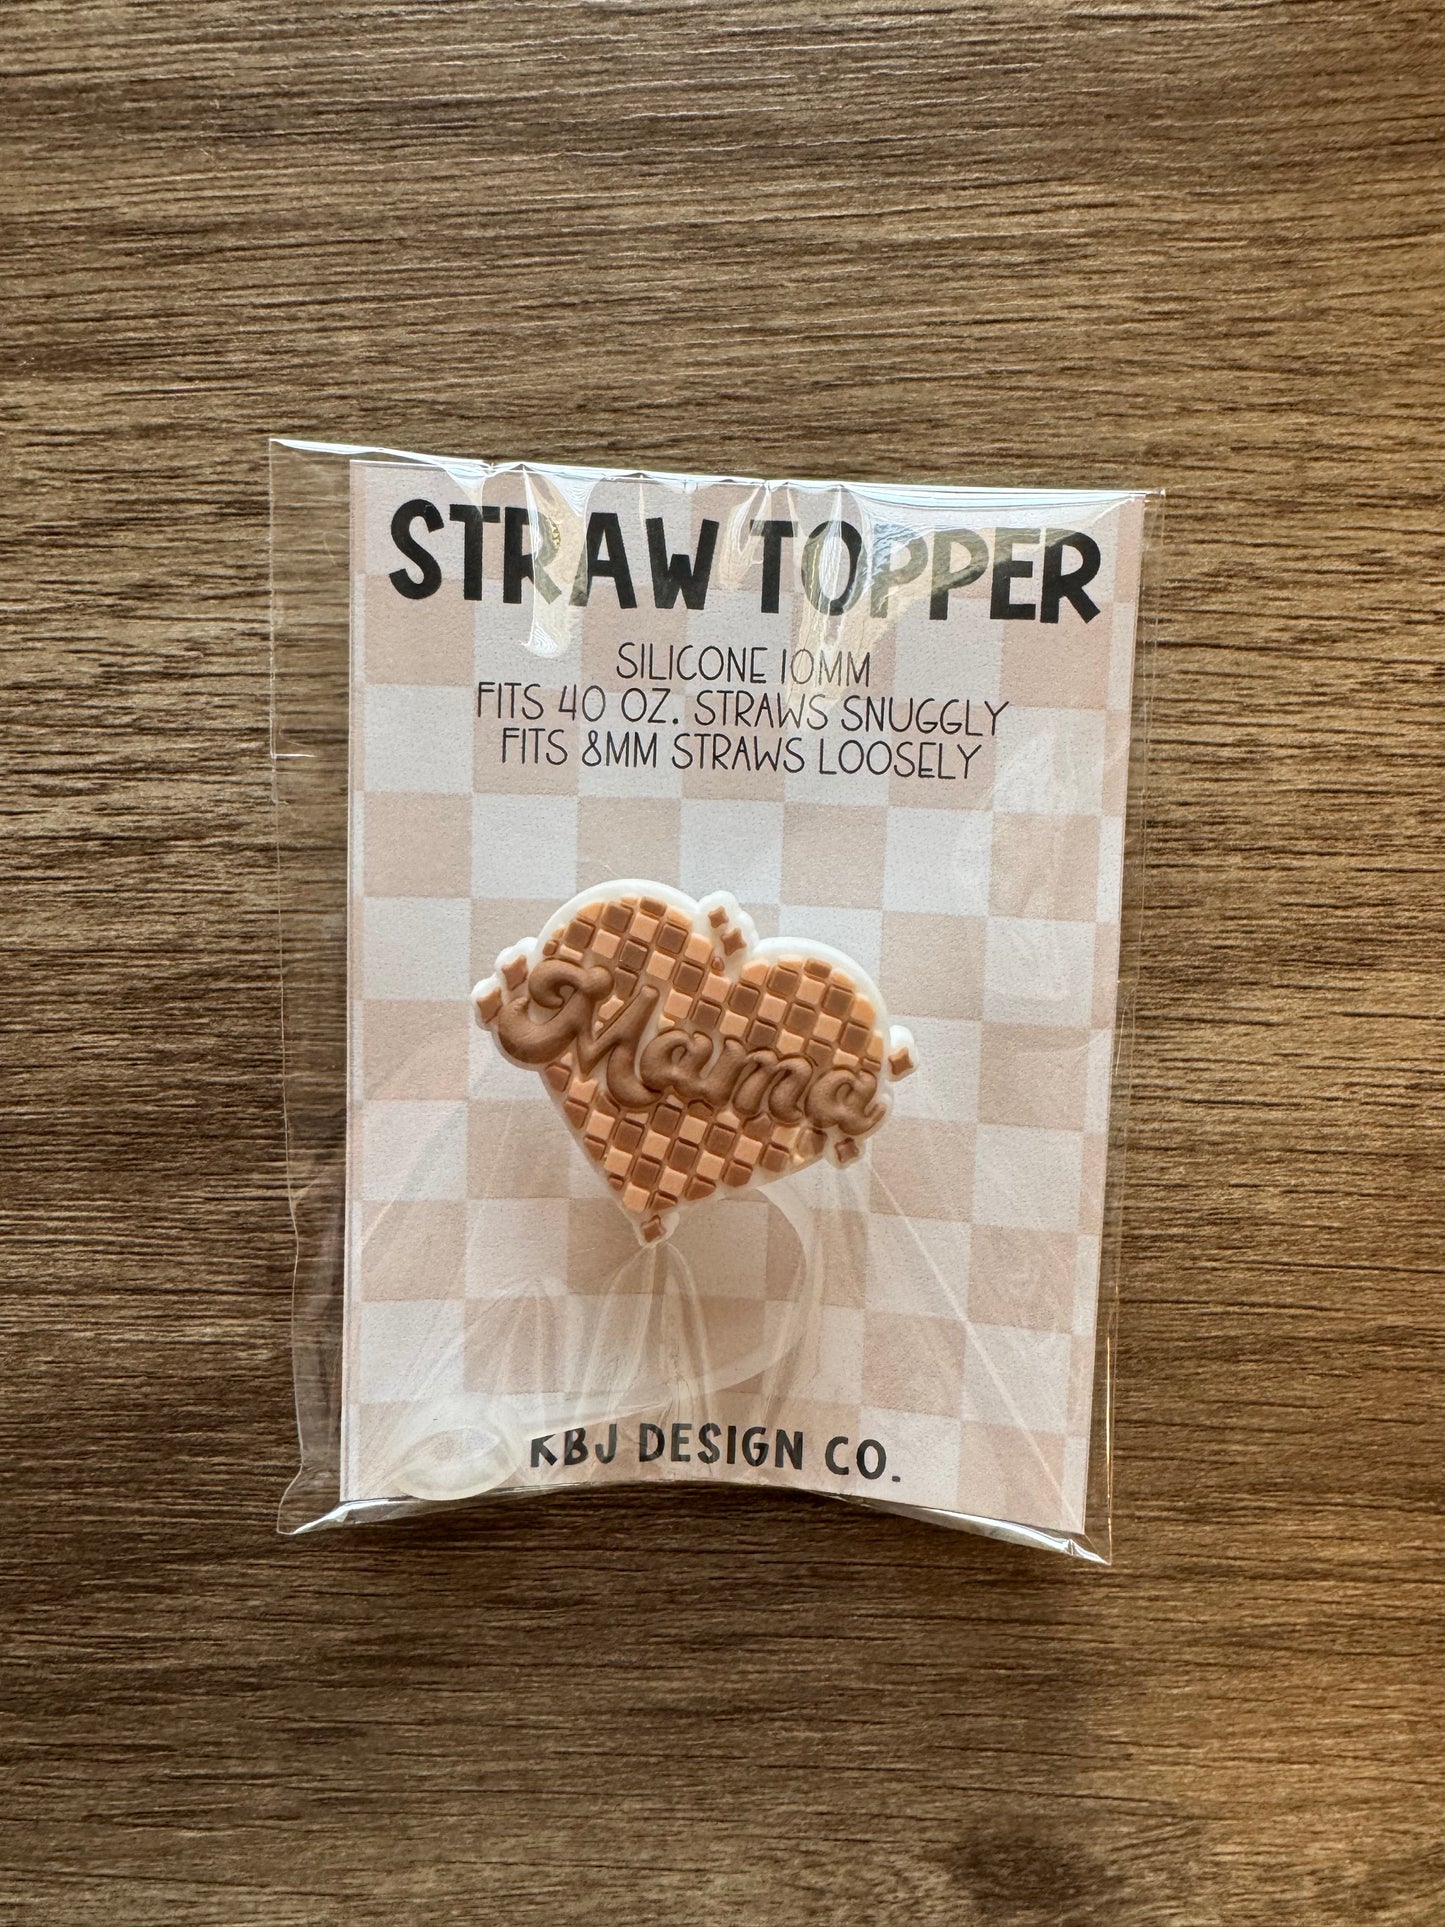 STRAW TOPPER
SILICONE 10MM
FITS 40 OZ. STRAWS SNUGGLY
FITS 8MM STRAWS LOOSELY
Mama
KBJ DESIGN CO.